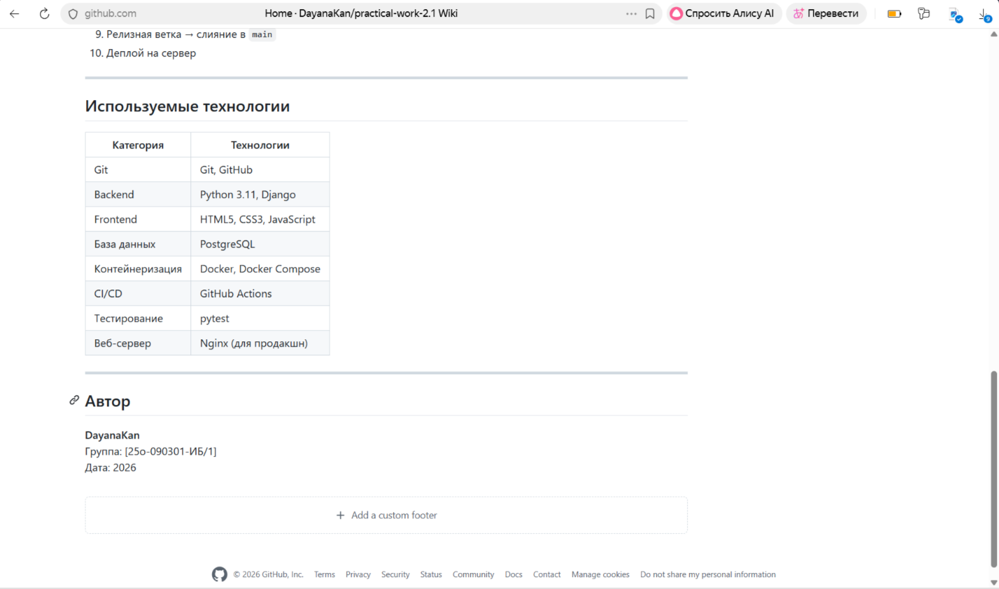 github.com
Home · DayanaKan/practical-work-2.1 Wiki
Спросить Алису AI
Перевести
9
9. Релизная ветка → слияние в main
10. Деплой на сервер
Используемые технологии
Категория Технологии
Git Git, GitHub
Backend Python 3.11, Django
Frontend HTML5, CSS3, JavaScript
База данных PostgreSQL
Контейнеризация Docker, Docker Compose
CI/CD GitHub Actions
Тестирование pytest
Веб-сервер Nginx (для продакшн)
Автор
DayanaKan
Группа: [25о-090301-ИБ/1]
Дата: 2026
+ Add a custom footer
© 2026 GitHub, Inc. Terms Privacy Security Status Community Docs Contact Manage cookies Do not share my personal information